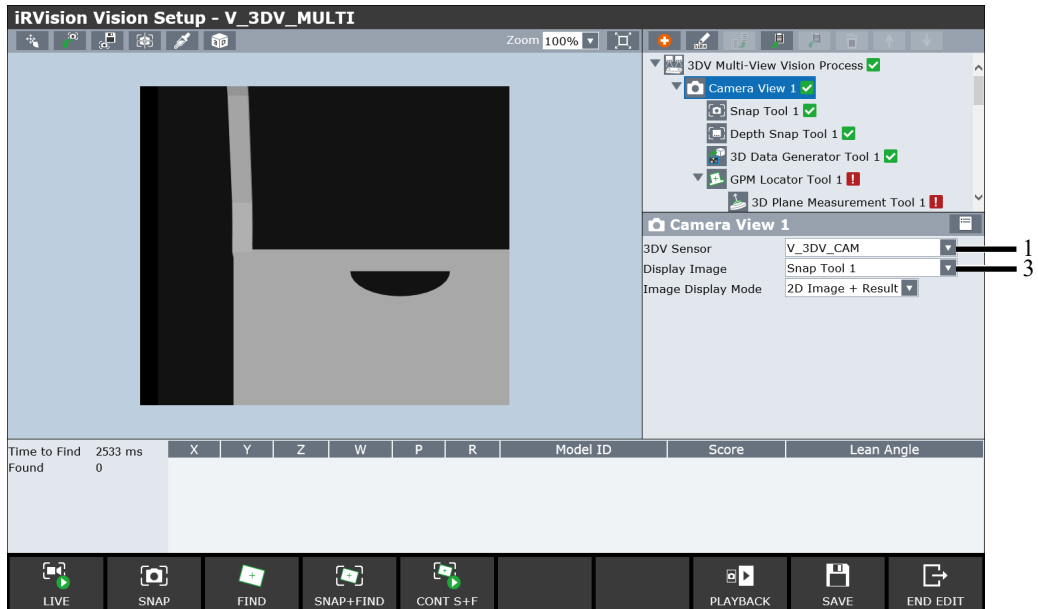 iRVision Vision Setup - V_3DV_MULTI
Zoom 100%
3DV Multi-View Vision Process
Camera View 1
Snap Tool 1
Depth Snap Tool 1
3D Data Generator Tool 1
GPM Locator Tool 1
3D Plane Measurement Tool 1
Camera View 1
3DV Sensor V_3DV_CAM 1
Display Image Snap Tool 1 3
Image Display Mode 2D Image + Result
Time to Find 2533 ms X Y Z W P R Model ID Score Lean Angle
Found 0
LIVE SNAP FIND SNAP+FIND CONT S+F PLAYBACK SAVE END EDIT